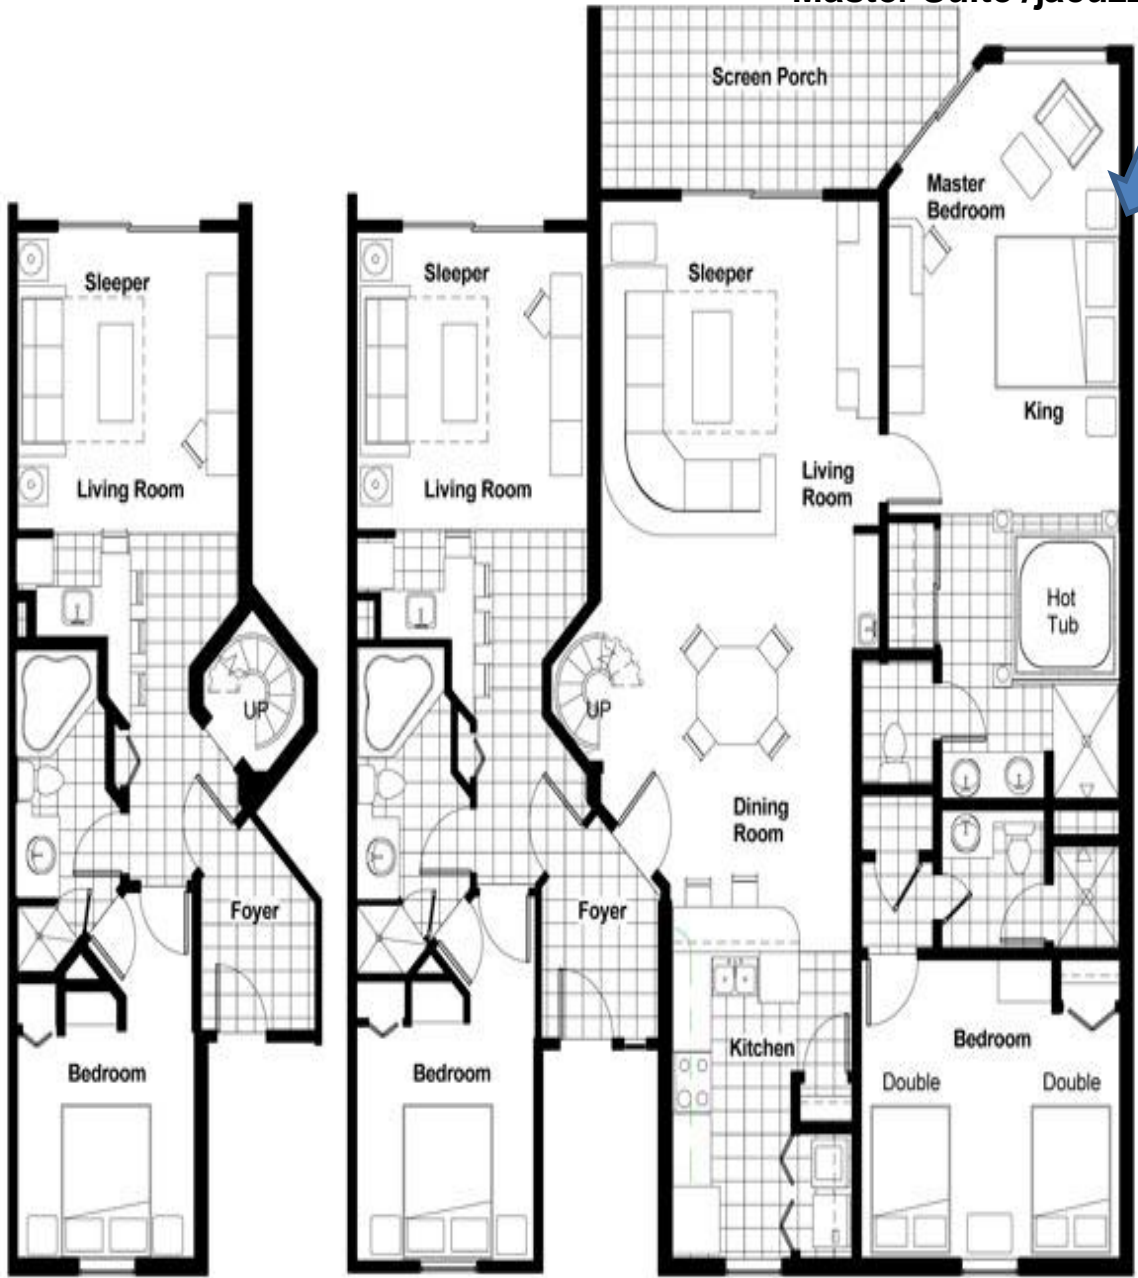 Screen Porch
Master
Bedroom
Sleeper
Sleeper
Sleeper
King
Living Room
Living Room
Living
Room
Hot
Tub
UP
UP
Dining
Room
Foyer
Foyer
Kitchen
Bedroom
Double
Double
Bedroom
Bedroom